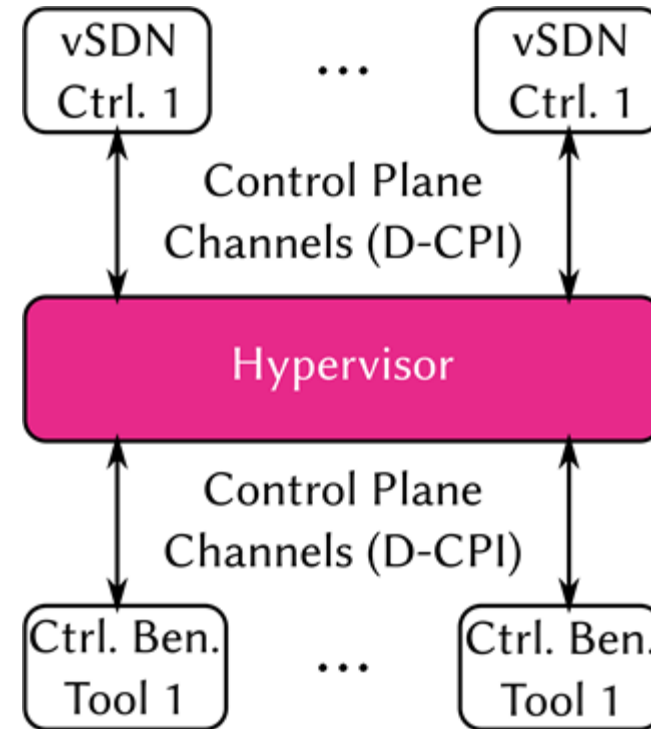 vSDN
Ctrl. 1
...
vSDN
Ctrl. 1
Control Plane
Channels (D-CPI)
Hypervisor
Control Plane
Channels (D-CPI)
Ctrl. Ben.
Tool 1
...
Ctrl. Ben.
Tool 1